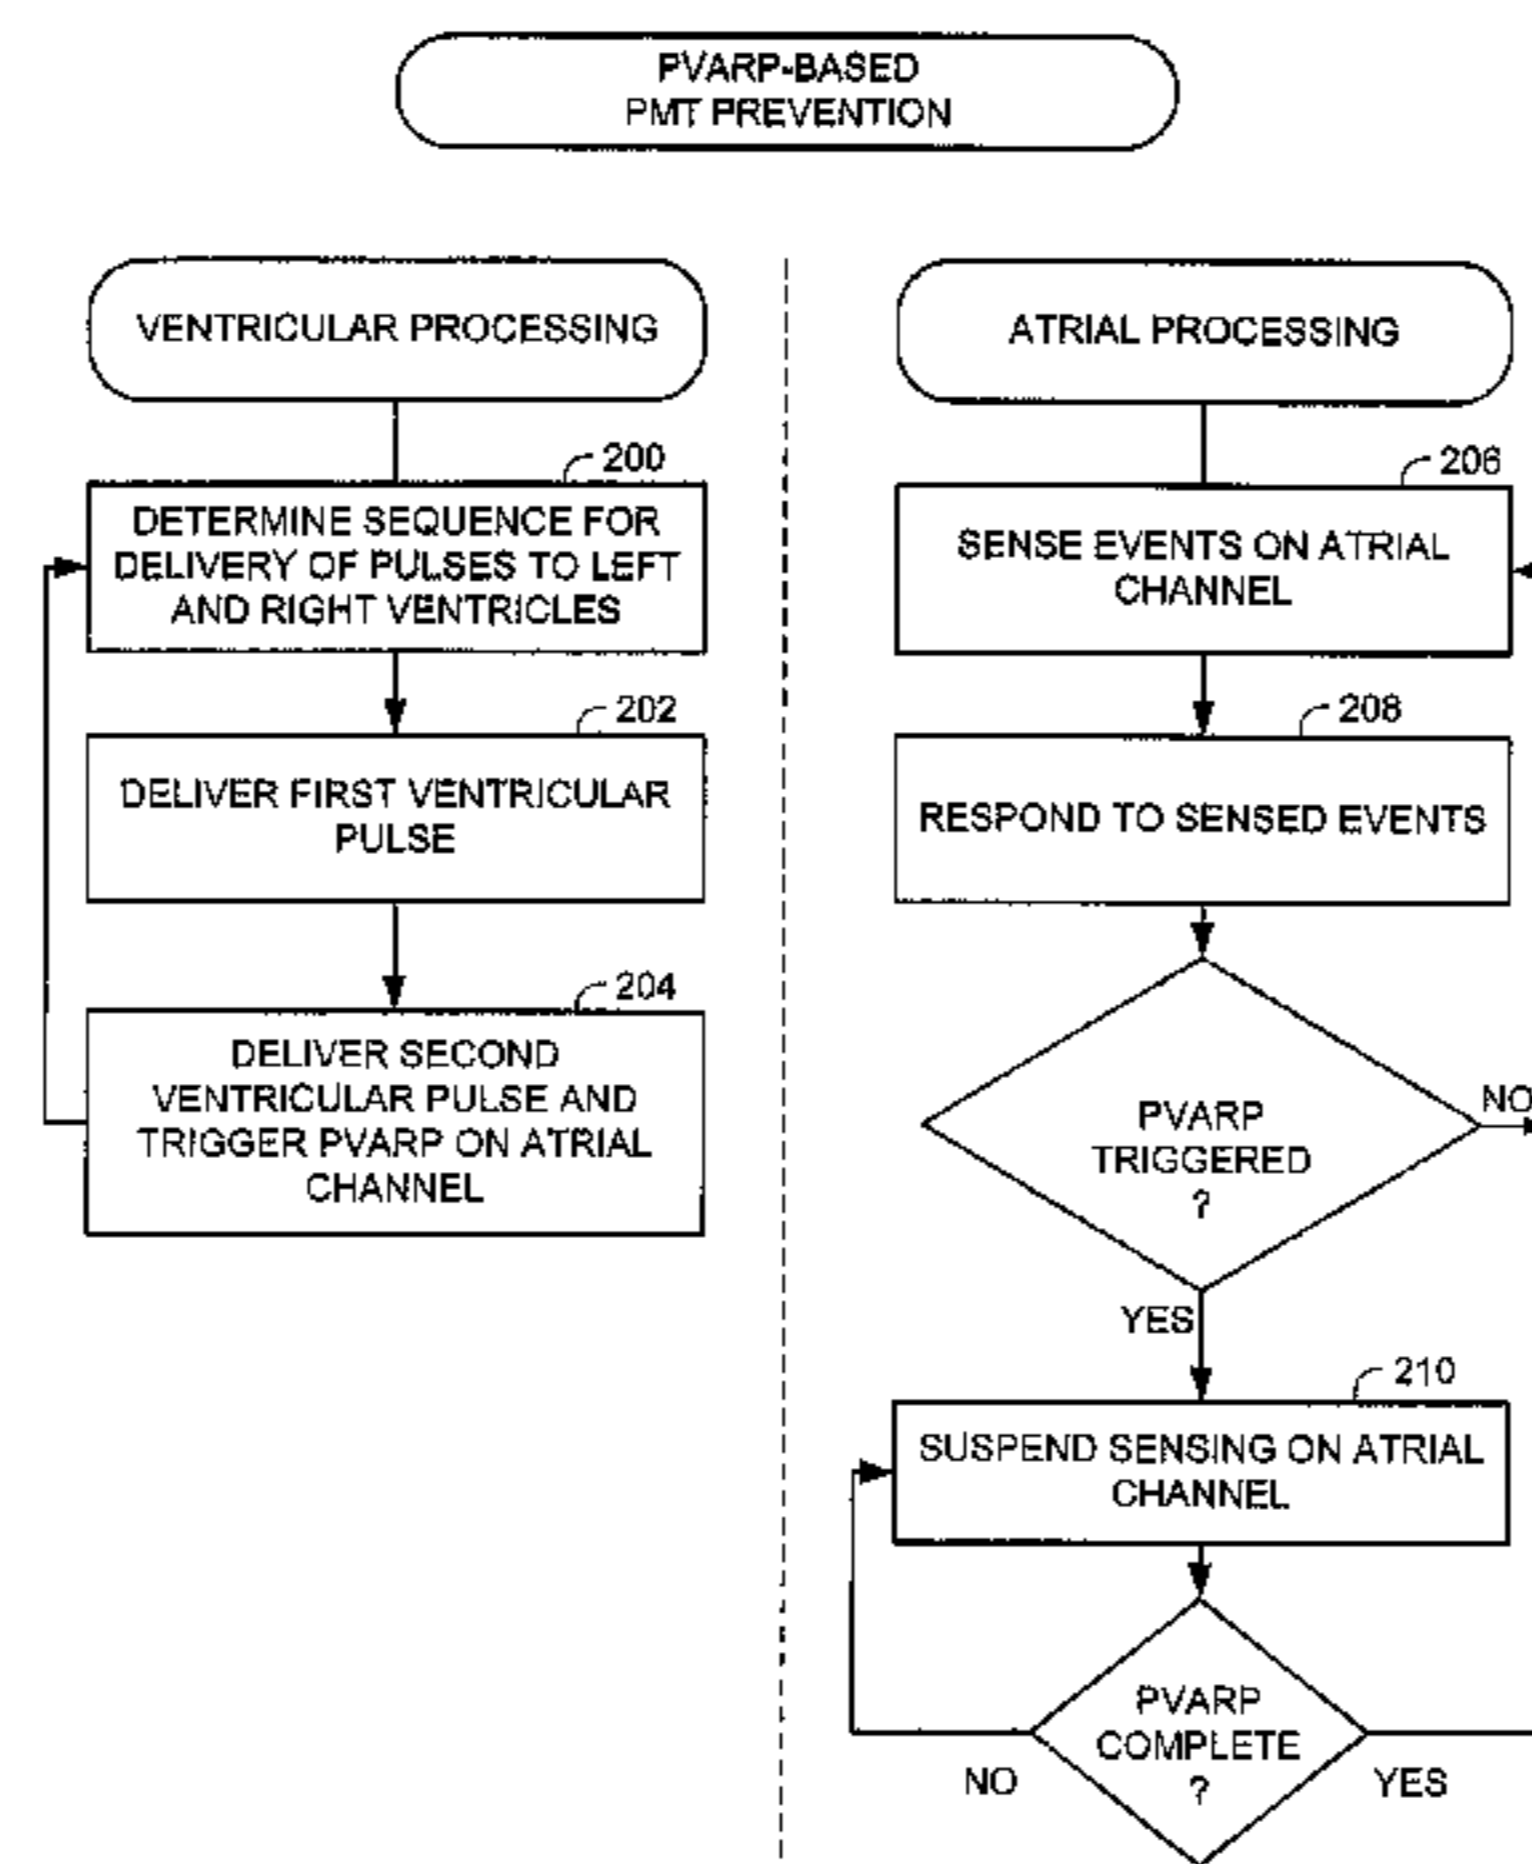 PVARP-BASED
PMT PREVENTION
VENTRICULAR PROCESSING
200
DETERMINE SEQUENCE FOR
DELIVERY OF PULSES TO LEFT
AND RIGHT VENTRICLES
202
DELIVER FIRST VENTRICULAR
PULSE
204
DELIVER SECOND
VENTRICULAR PULSE AND
TRIGGER PVARP ON ATRIAL
CHANNEL
ATRIAL PROCESSING
206
SENSE EVENTS ON ATRIAL
CHANNEL
208
RESPOND TO SENSED EVENTS
PVARP
TRIGGERED
?
NO
YES
210
SUSPEND SENSING ON ATRIAL
CHANNEL
PVARP
COMPLETE
?
NO
YES